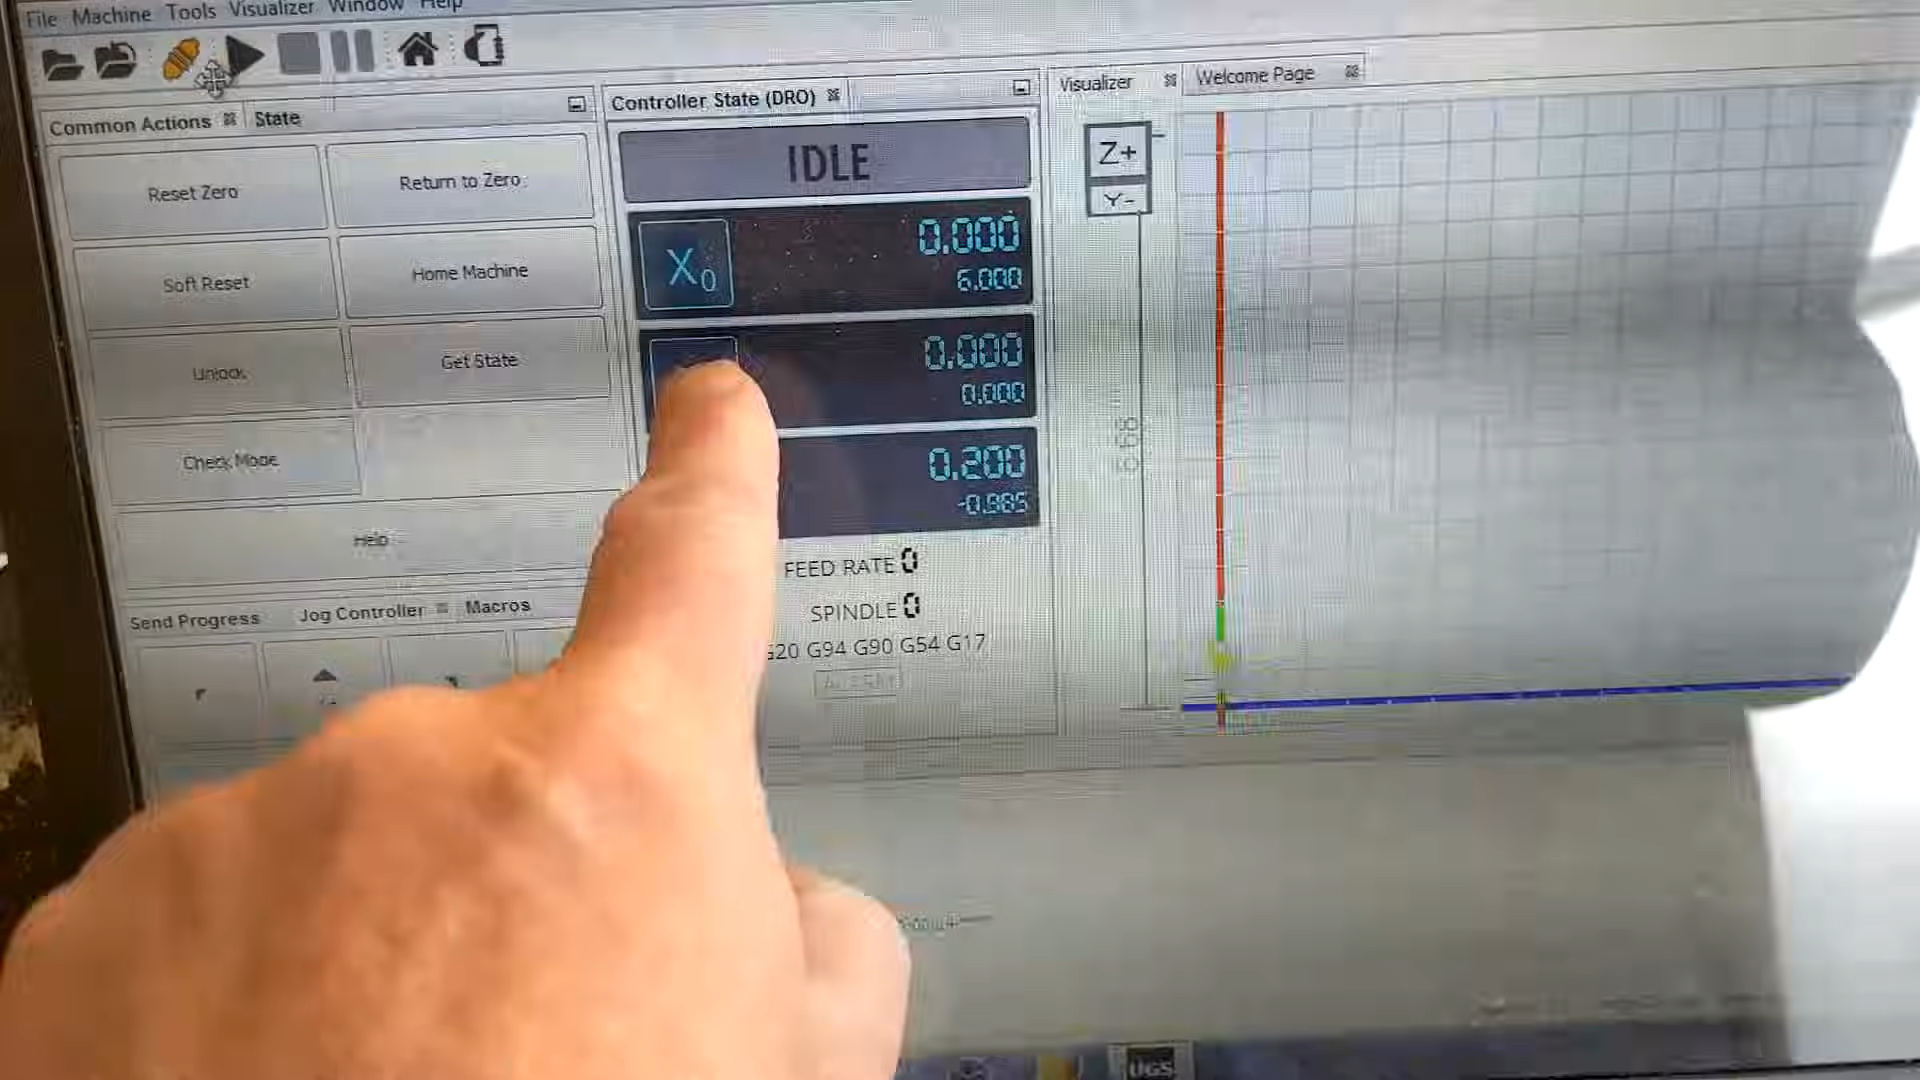 File Machine Tools Visualizer Window Help
Common Actions State
Reset Zero Return to Zero
Soft Reset Home Machine
Unlock Get State
Check Mode
Help
Send Progress Jog Controller Macros
Controller State (DRO)
IDLE
X0 0.000
6.000
0.000
0.000
0.200
-0.885
FEED RATE 0
SPINDLE 0
G20 G94 G90 G54 G17
Visualizer Welcome Page
Z+
Y-
UGS